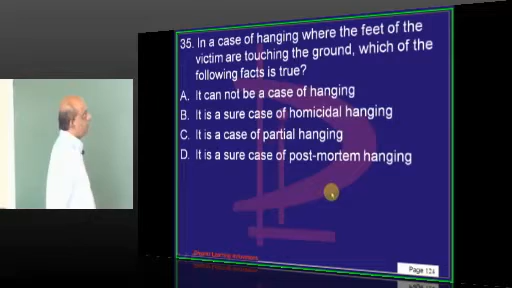 35. In a case of hanging where the feet of the
victim are touching the ground, which of the
following facts is true?
A. It can not be a case of hanging
B. It is a sure case of homicidal hanging
C. It is a case of partial hanging
D. It is a sure case of post-mortem hanging
Learning
Page 124